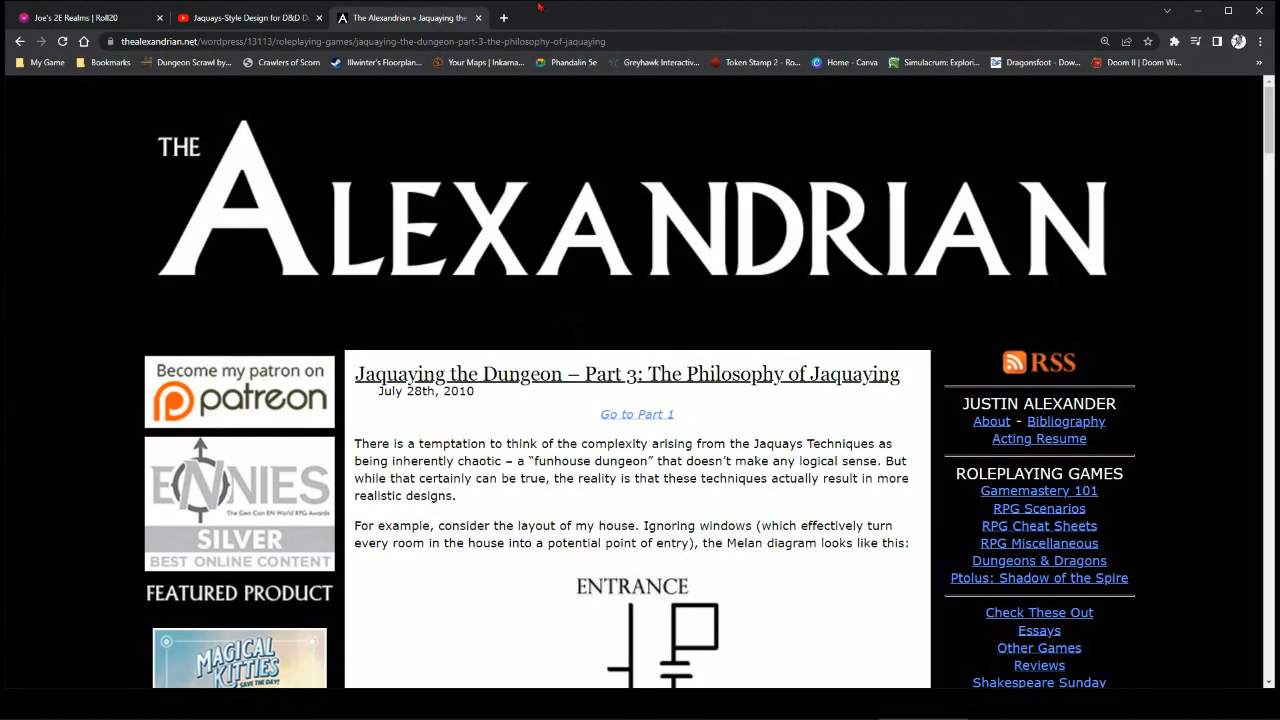 Joe's 2E Realms | Roll20
Jaquays-Style Design for D&D D
The Alexandrian » Jaquaying the
thealexandrian.net/wordpress/13113/roleplaying-games/jaquaying-the-dungeon-part-3-the-philosophy-of-jaquaying
My Game
Bookmarks
Dungeon Scrawl by...
Crawlers of Scorn
Illwinter's Floorplan...
Your Maps | Inkarna...
Phandalin 5e
Greyhawk Interactiv...
Token Stamp 2 - Ro...
Home - Canva
Simulacrum: Explori...
Dragonsfoot - Dow...
Doom II | Doom Wi...
»
THE ALEXANDRIAN
Become my patron on
patreon
ENNIES
The Gen Con EN World RPG Awards
SILVER
BEST ONLINE CONTENT
FEATURED PRODUCT
MAGICAL
KITTIES
SAVE THE DAY!
Jaquaying the Dungeon – Part 3: The Philosophy of Jaquaying
July 28th, 2010
Go to Part 1
There is a temptation to think of the complexity arising from the Jaquays Techniques as
being inherently chaotic – a “funhouse dungeon” that doesn’t make any logical sense. But
while that certainly can be true, the reality is that these techniques actually result in more
realistic designs.
For example, consider the layout of my house. Ignoring windows (which effectively turn
every room in the house into a potential point of entry), the Melan diagram looks like this:
ENTRANCE
RSS
JUSTIN ALEXANDER
About - Bibliography
Acting Resume
ROLEPLAYING GAMES
Gamemastery 101
RPG Scenarios
RPG Cheat Sheets
RPG Miscellaneous
Dungeons & Dragons
Ptolus: Shadow of the Spire
Check These Out
Essays
Other Games
Reviews
Shakespeare Sunday